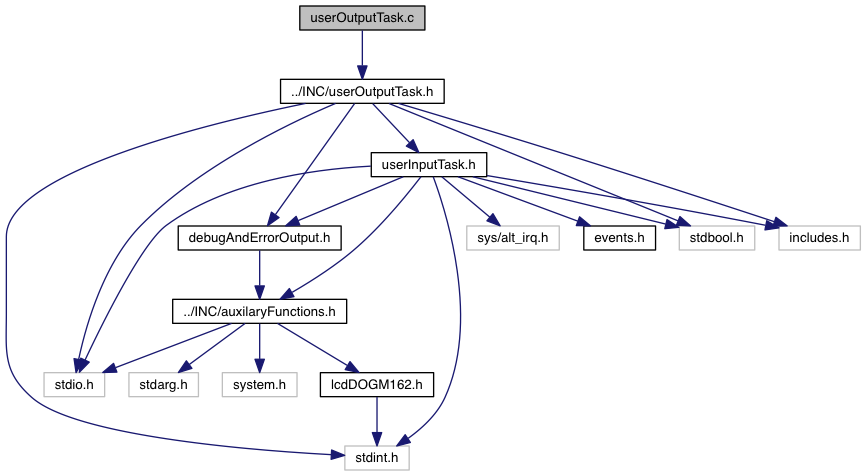 userOutputTask.c
../INC/userOutputTask.h
userInputTask.h
debugAndErrorOutput.h
sys/alt_irq.h
events.h
stdbool.h
includes.h
../INC/auxilaryFunctions.h
stdio.h
stdarg.h
system.h
lcdDOGM162.h
stdint.h